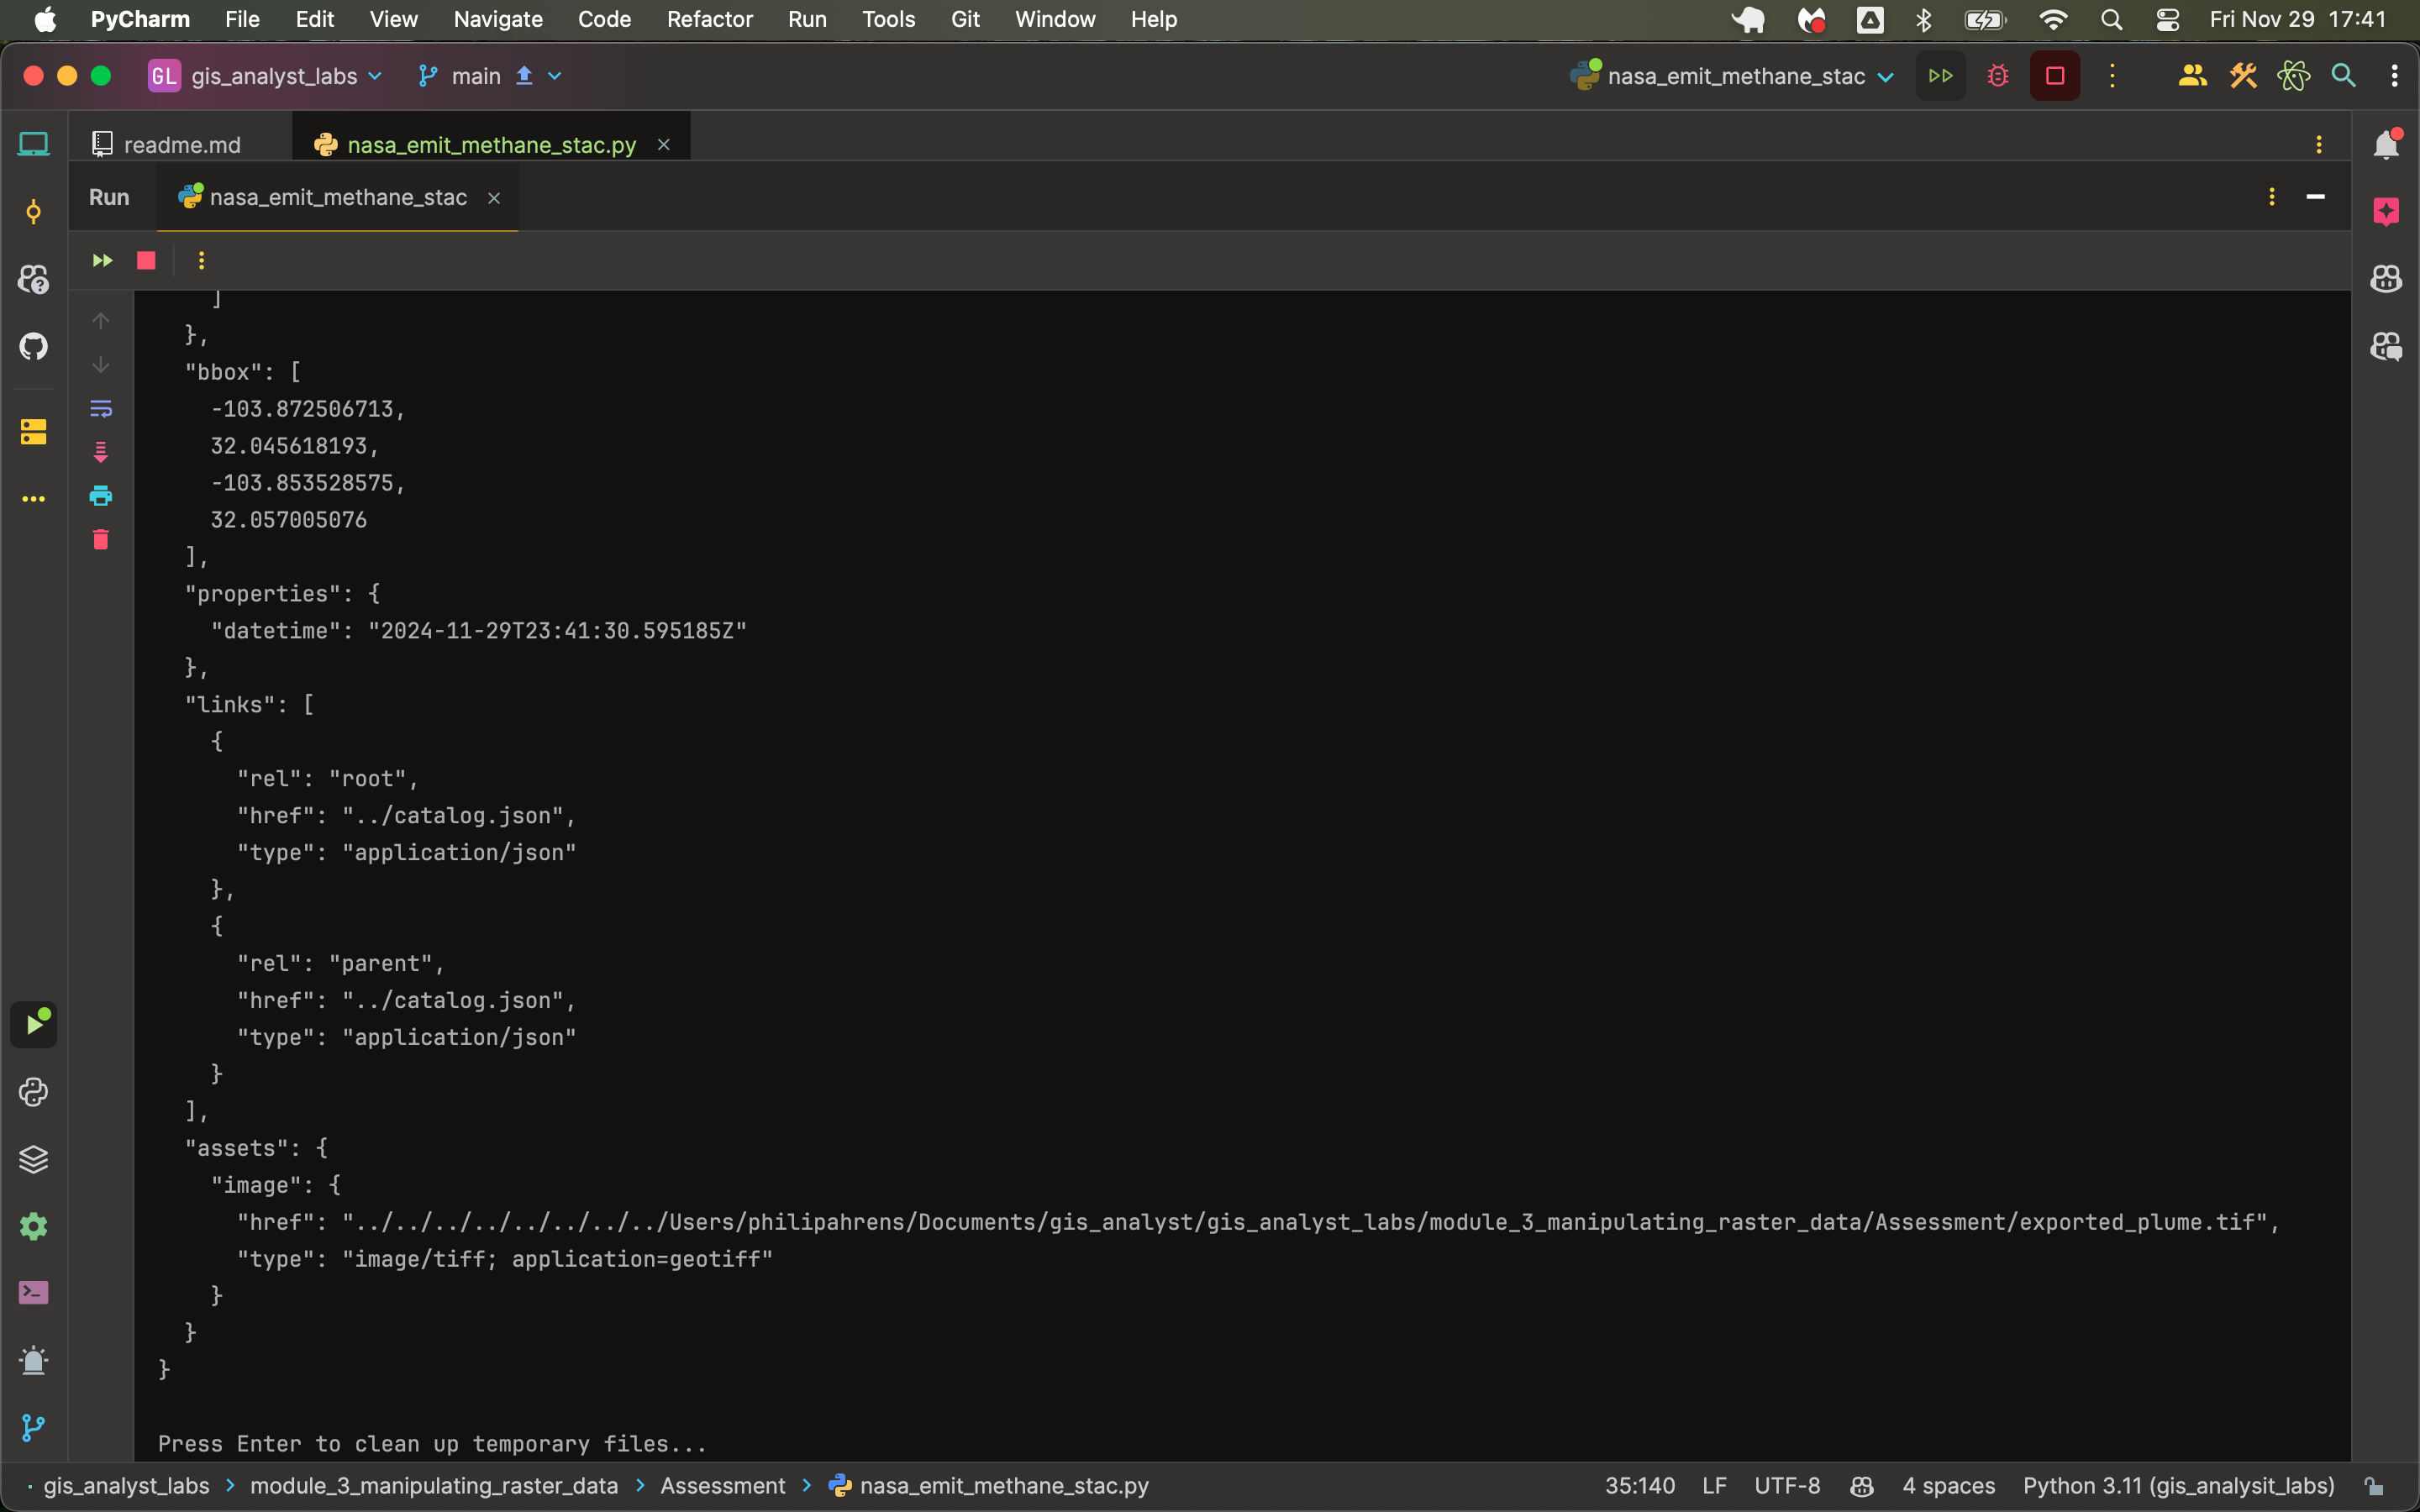 PyCharm File Edit View Navigate Code Refactor Run Tools Git Window Help Fri Nov 29 17:41
GL gis_analyst_labs main nasa_emit_methane_stac
readme.md nasa_emit_methane_stac.py
Run nasa_emit_methane_stac
]
},
"bbox": [
-103.872506713,
32.045618193,
-103.853528575,
32.057005076
],
"properties": {
"datetime": "2024-11-29T23:41:30.595185Z"
},
"links": [
{
"rel": "root",
"href": "../catalog.json",
"type": "application/json"
},
{
"rel": "parent",
"href": "../catalog.json",
"type": "application/json"
}
],
"assets": {
"image": {
"href": "../../../../../../../../Users/philipahrens/Documents/gis_analyst/gis_analyst_labs/module_3_manipulating_raster_data/Assessment/exported_plume.tif",
"type": "image/tiff; application=geotiff"
}
}
}
Press Enter to clean up temporary files...
gis_analyst_labs > module_3_manipulating_raster_data > Assessment > nasa_emit_methane_stac.py 35:140 LF UTF-8 4 spaces Python 3.11 (gis_analysit_labs)